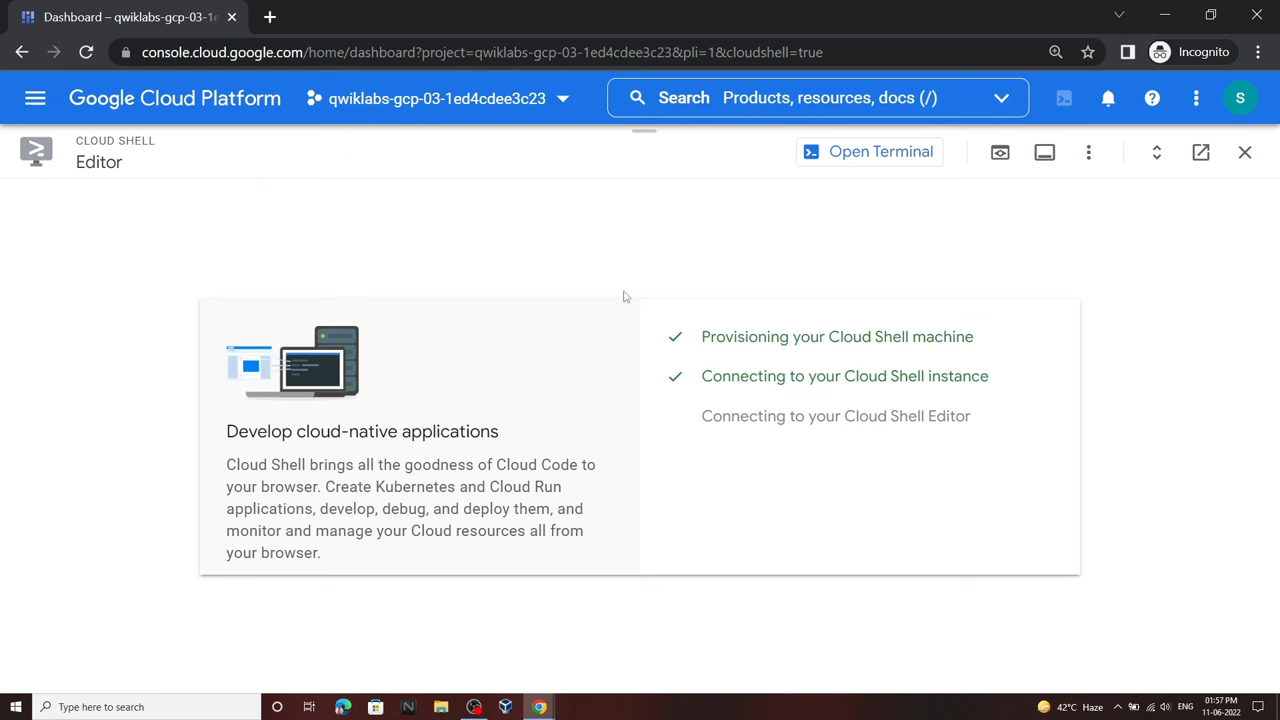 Dashboard – qwiklabs-gcp-03-1
console.cloud.google.com/home/dashboard?project=qwiklabs-gcp-03-1ed4cdee3c23&pli=1&cloudshell=true
Incognito
Google Cloud Platform
qwiklabs-gcp-03-1ed4cdee3c23
Search Products, resources, docs (/)
S
CLOUD SHELL
Editor
Open Terminal
Provisioning your Cloud Shell machine
Connecting to your Cloud Shell instance
Connecting to your Cloud Shell Editor
Develop cloud-native applications
Cloud Shell brings all the goodness of Cloud Code to
your browser. Create Kubernetes and Cloud Run
applications, develop, debug, and deploy them, and
monitor and manage your Cloud resources all from
your browser.
Type here to search
42°C Haze
ENG
01:57 PM
11-06-2022